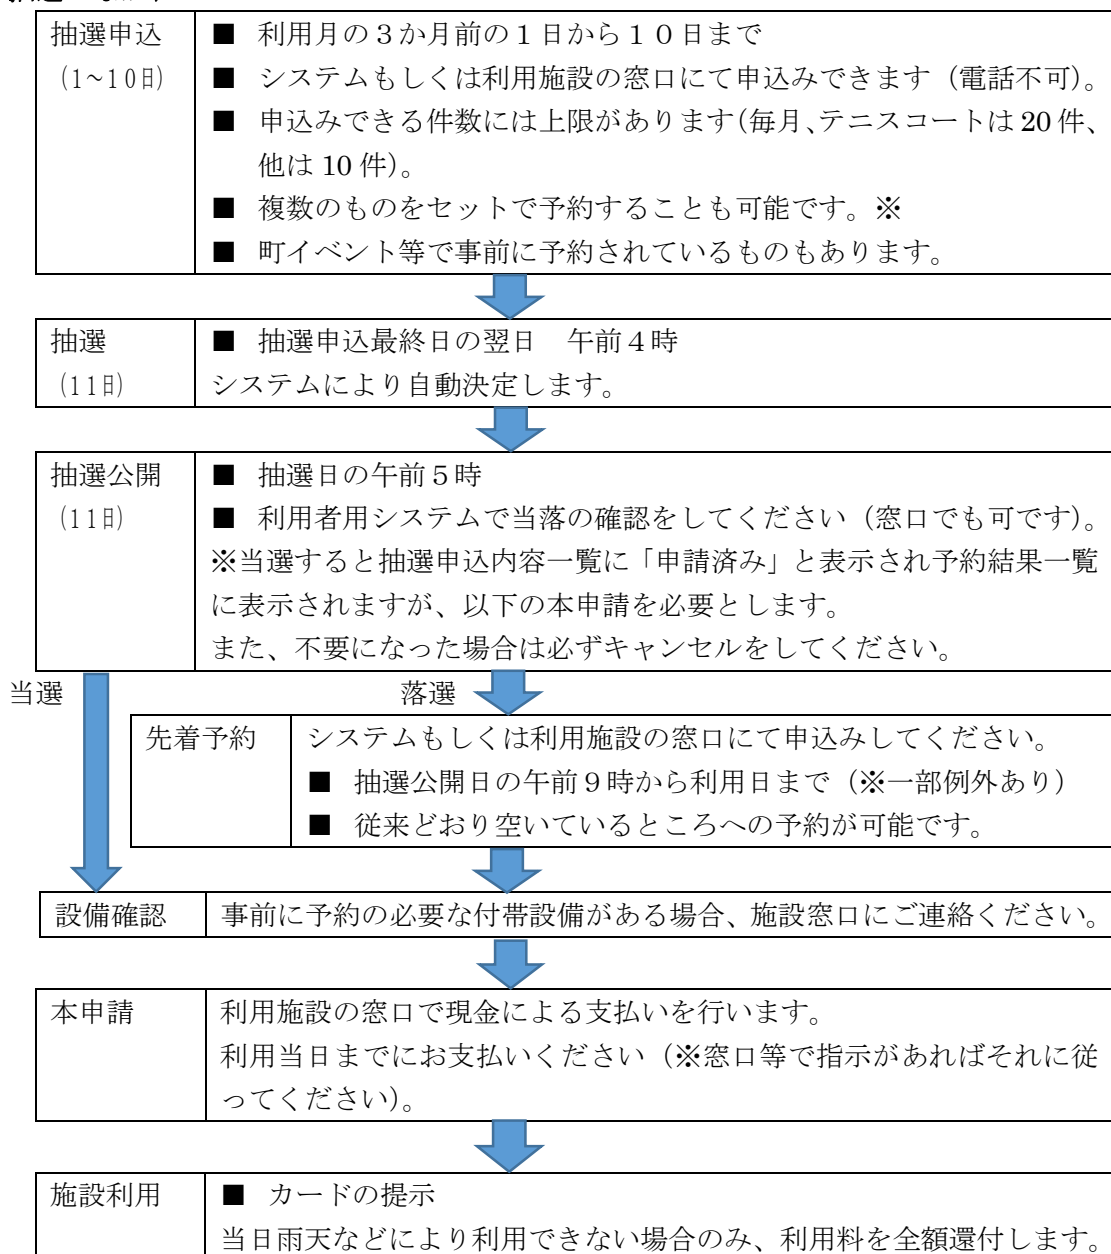 抽選申込
(1~10日)
■ 利用月の３か月前の１日から１０日まで
■ システムもしくは利用施設の窓口にて申込みできます（電話不可）。
■ 申込みできる件数には上限があります（毎月、テニスコートは 20 件、
他は 10 件）。
■ 複数のものをセットで予約することも可能です。※
■ 町イベント等で事前に予約されているものもあります。
抽選
(11日)
■ 抽選申込最終日の翌日　午前４時
システムにより自動決定します。
抽選公開
(11日)
■ 抽選日の午前５時
■ 利用者用システムで当落の確認をしてください（窓口でも可です）。
※当選すると抽選申込内容一覧に「申請済み」と表示され予約結果一覧
に表示されますが、以下の本申請を必要とします。
また、不要になった場合は必ずキャンセルをしてください。
当選
落選
先着予約
システムもしくは利用施設の窓口にて申込みしてください。
■ 抽選公開日の午前９時から利用日まで（※一部例外あり）
■ 従来どおり空いているところへの予約が可能です。
設備確認
事前に予約の必要な付帯設備がある場合、施設窓口にご連絡ください。
本申請
利用施設の窓口で現金による支払いを行います。
利用当日までにお支払いください（※窓口等で指示があればそれに従
ってください）。
施設利用
■ カードの提示
当日雨天などにより利用できない場合のみ、利用料を全額還付します。